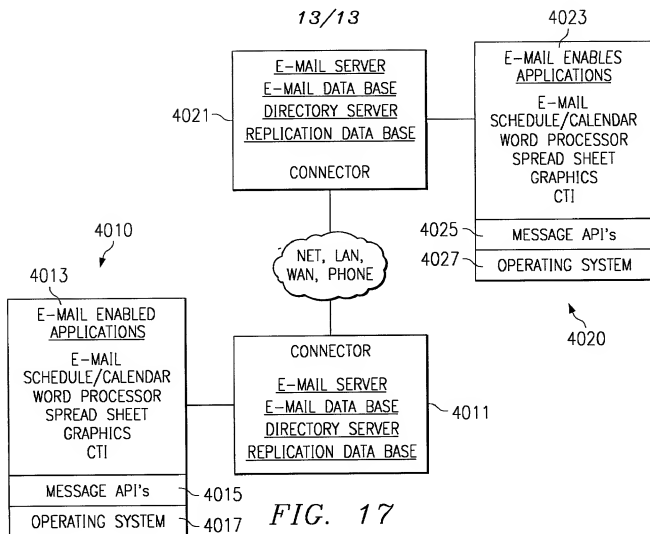 13/13
4023
E-MAIL SERVER
E-MAIL DATA BASE
DIRECTORY SERVER
REPLICATION DATA BASE
CONNECTOR
4021
E-MAIL ENABLES
APPLICATIONS
E-MAIL
SCHEDULE/CALENDAR
WORD PROCESSOR
SPREAD SHEET
GRAPHICS
CTI
4025
MESSAGE API's
4027
OPERATING SYSTEM
4020
NET, LAN,
WAN, PHONE
4010
4013
E-MAIL ENABLED
APPLICATIONS
E-MAIL
SCHEDULE/CALENDAR
WORD PROCESSOR
SPREAD SHEET
GRAPHICS
CTI
MESSAGE API's
4015
OPERATING SYSTEM
4017
CONNECTOR
E-MAIL SERVER
E-MAIL DATA BASE
DIRECTORY SERVER
REPLICATION DATA BASE
4011
FIG. 17